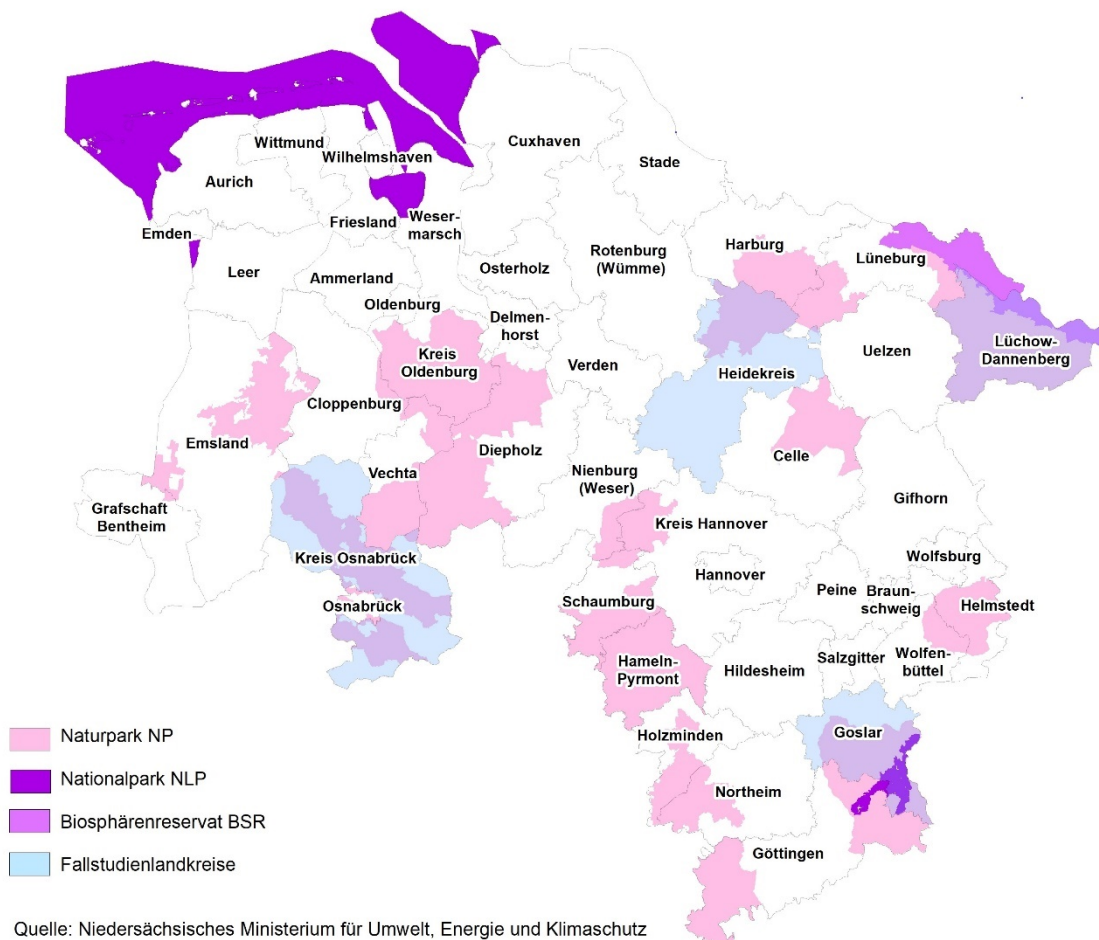 Cuxhaven
Wittmund
Wilhelmshaven
Stade
Aurich
Friesland
Weser-
marsch
Emden
Rotenburg
(Wümme)
Harburg
Lüneburg
Leer
Ammerland
Osterholz
Oldenburg
Delmen-
horst
Kreis
Oldenburg
Verden
Uelzen
Lüchow-
Dannenberg
Heidekreis
Cloppenburg
Emsland
Diepholz
Vechta
Celle
Nienburg
(Weser)
Gifhorn
Grafschaft
Bentheim
Kreis Hannover
Kreis Osnabrück
Wolfsburg
Hannover
Osnabrück
Schaumburg
Peine
Braun-
schweig
Helmstedt
Hameln-
Pyrmont
Hildesheim
Salzgitter
Wolfen-
büttel
Holzminden
Goslar
Northeim
Göttingen
Naturpark NP
Nationalpark NLP
Biosphärenreservat BSR
Fallstudienlandkreise
Quelle: Niedersächsisches Ministerium für Umwelt, Energie und Klimaschutz